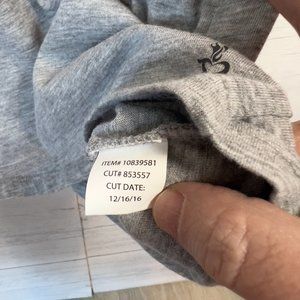 ITEM# 10839581
CUT# 853557
CUT DATE:
12/16/16